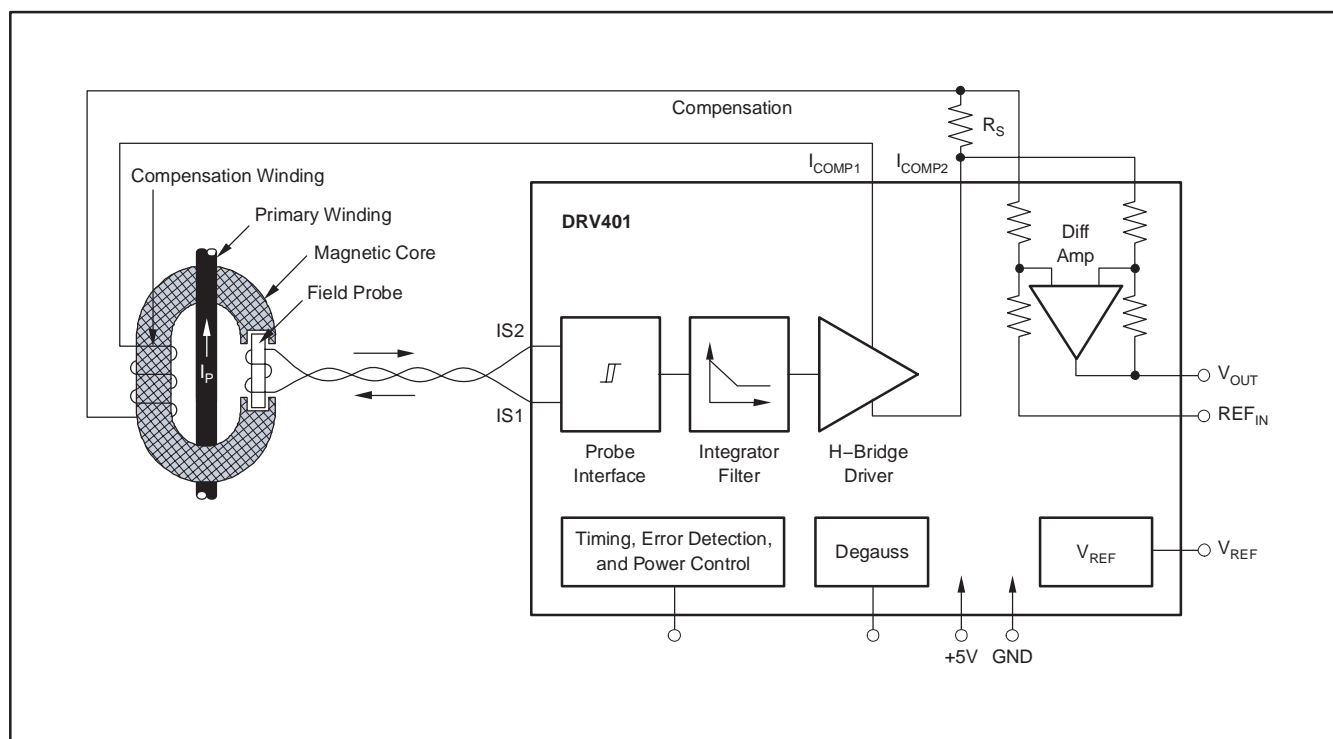 Compensation
R_S
I_COMP1
I_COMP2
Compensation Winding
Primary Winding
DRV401
Magnetic Core
Diff
Amp
Field Probe
I_P
IS2
IS1
V_OUT
REF_IN
Probe
Interface
Integrator
Filter
H–Bridge
Driver
Timing, Error Detection,
and Power Control
Degauss
V_REF
V_REF
+5V
GND